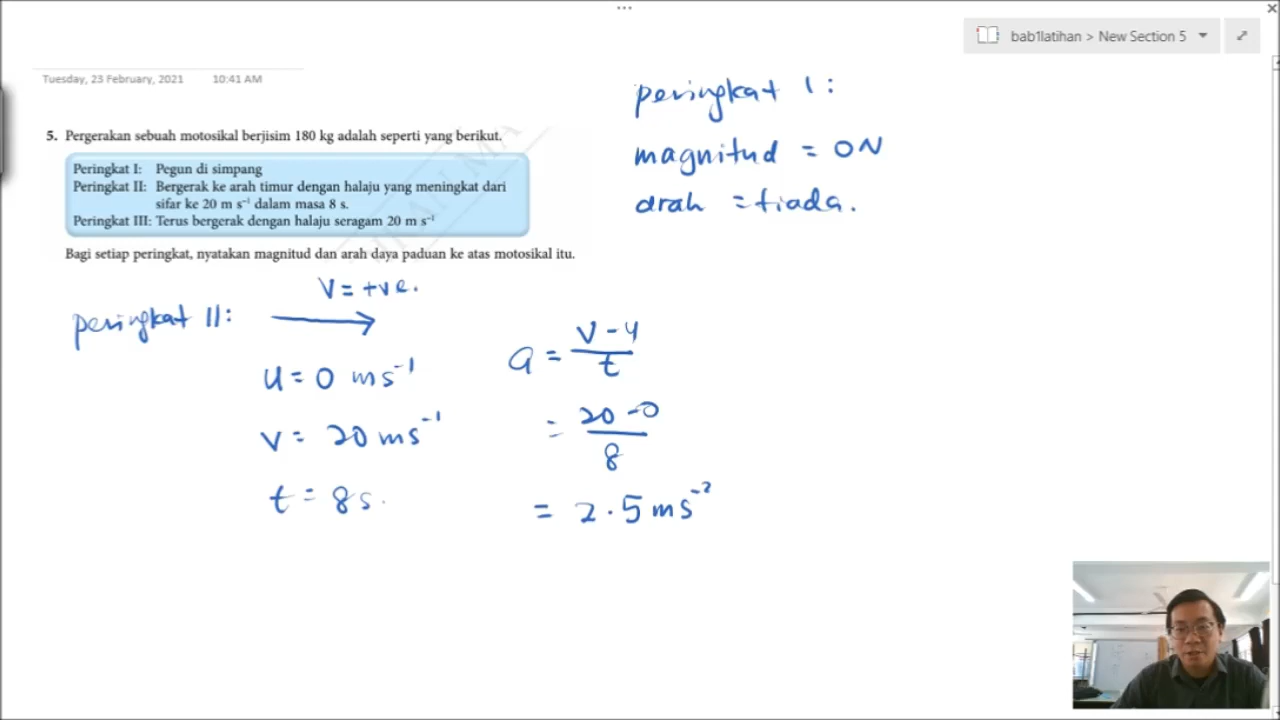 bab1latihan > New Section 5
Tuesday, 23 February, 2021 10:41 AM
5. Pergerakan sebuah motosikal berjisim 180 kg adalah seperti yang berikut.
Peringkat I: Pegun di simpang
Peringkat II: Bergerak ke arah timur dengan halaju yang meningkat dari
sifar ke 20 m s⁻¹ dalam masa 8 s.
Peringkat III: Terus bergerak dengan halaju seragam 20 m s⁻¹
Bagi setiap peringkat, nyatakan magnitud dan arah daya paduan ke atas motosikal itu.
peringkat I:
magnitud = 0N
arah = tiada.
peringkat II:
V = +ve.
u = 0 ms⁻¹
v = 20 ms⁻¹
t = 8s.
a = v-u / t
= 20-0 / 8
= 2.5 ms⁻²